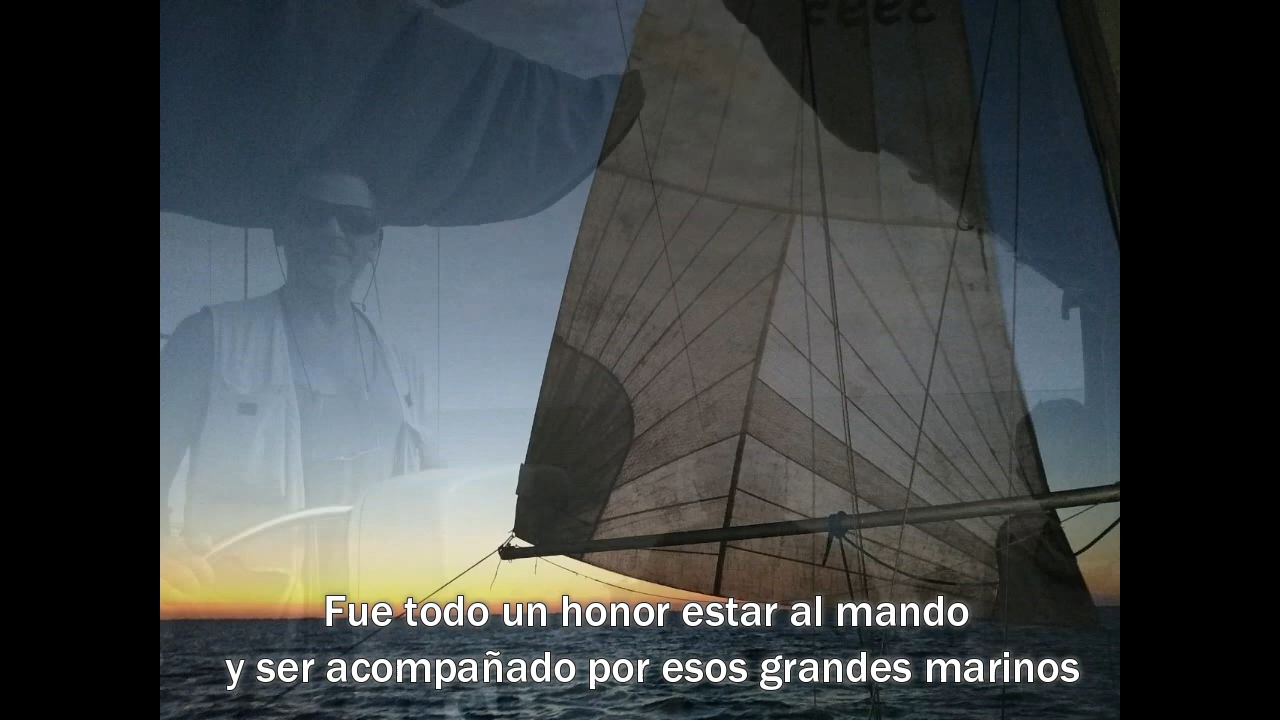 Fue todo un honor estar al mando
y ser acompañado por esos grandes marinos